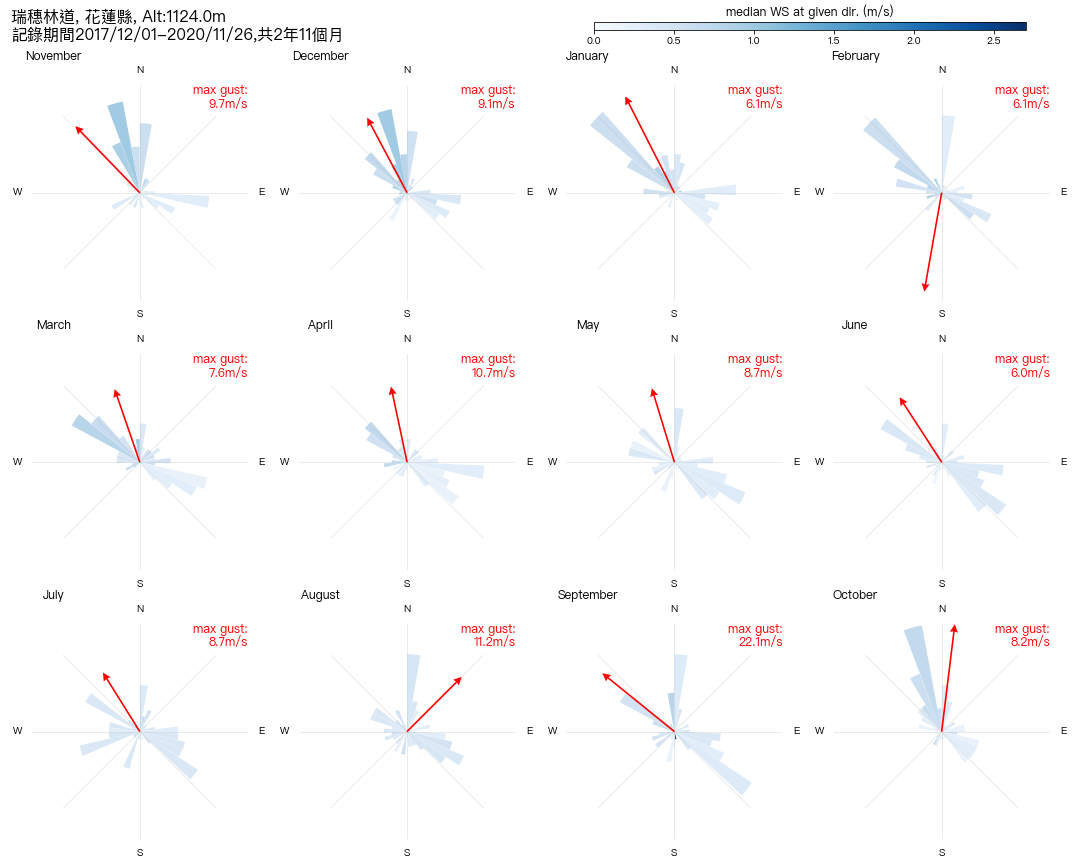 瑞穗林道, 花蓮縣, Alt:1124.0m
記錄期間2017/12/01–2020/11/26,共2年11個月
median WS at given dir. (m/s)
0.0 0.5 1.0 1.5 2.0 2.5
November
N
max gust:
9.7m/s
W
E
S
December
N
max gust:
9.1m/s
W
E
S
January
N
max gust:
6.1m/s
W
E
S
February
N
max gust:
6.1m/s
W
E
S
March
N
max gust:
7.6m/s
W
E
S
April
N
max gust:
10.7m/s
W
E
S
May
N
max gust:
8.7m/s
W
E
S
June
N
max gust:
6.0m/s
W
E
S
July
N
max gust:
8.7m/s
W
E
S
August
N
max gust:
11.2m/s
W
E
S
September
N
max gust:
22.1m/s
W
E
S
October
N
max gust:
8.2m/s
W
E
S